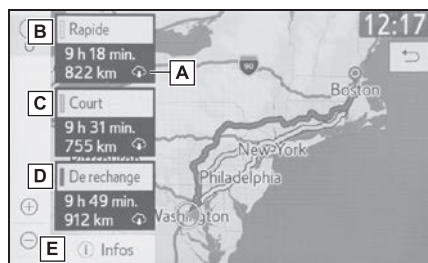 12:17
B
Rapide
9 h 18 min.
822 km
A
C
Court
9 h 31 min.
755 km
D
De rechange
9 h 49 min.
912 km
E
Infos
90
Boston
New York
Philadelphia
Washington